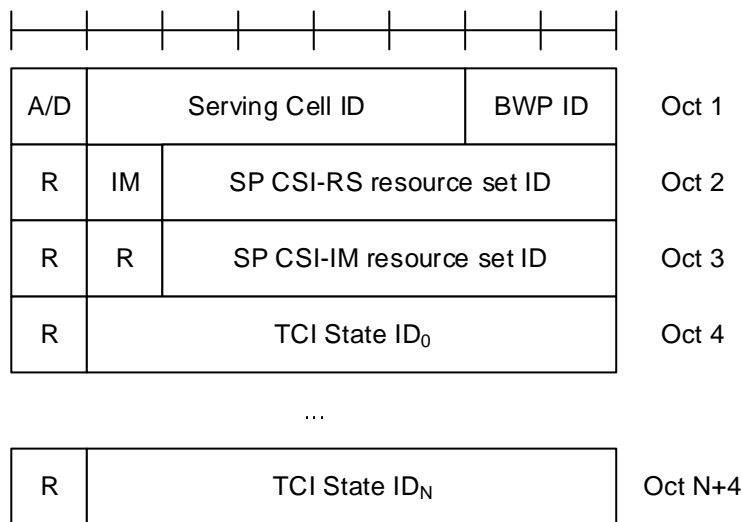 A/D Serving Cell ID BWP ID Oct 1
R IM SP CSI-RS resource set ID Oct 2
R R SP CSI-IM resource set ID Oct 3
R TCI State ID0 Oct 4
...
R TCI State IDN Oct N+4